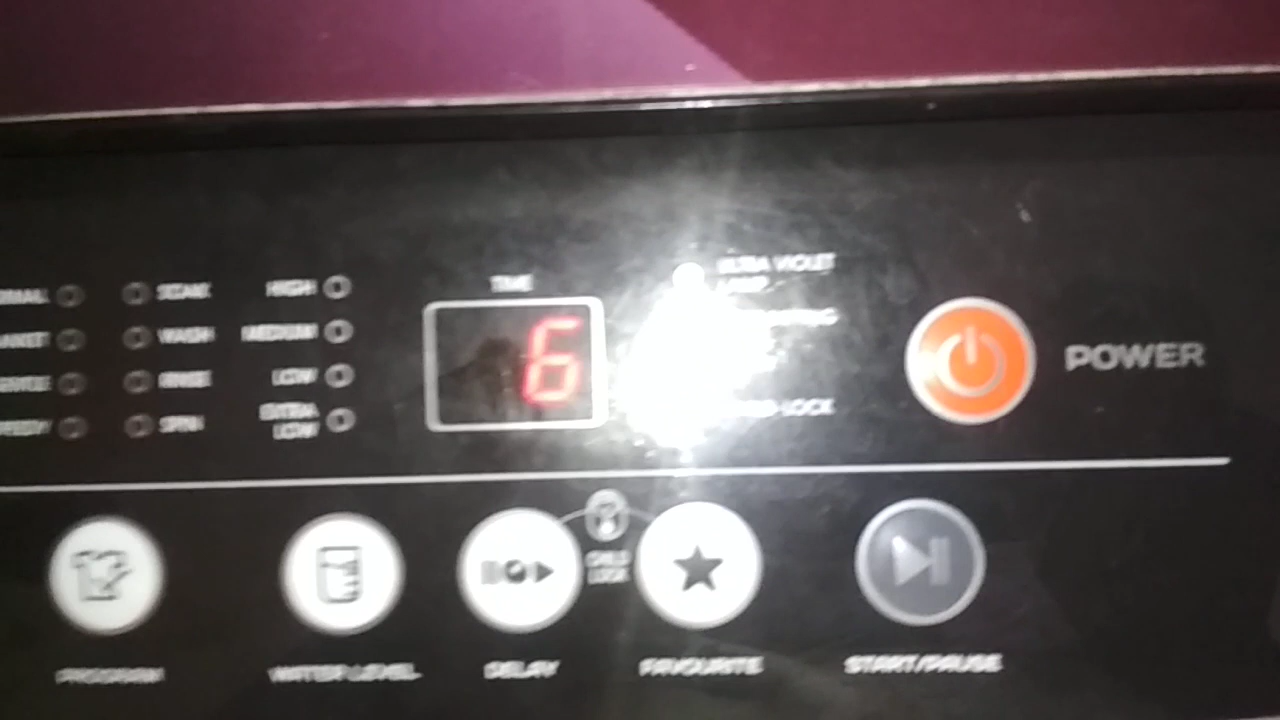 SOAK
HIGH
TIME
ULTRA VIOLET
LAMP
WASH
MEDIUM
6
RINSE
LOW
POWER
SPIN
EXTRA
LOW
LOCK
CHILD
LOCK
PROGRAM
WATER LEVEL
DELAY
FAVOURITE
START/PAUSE